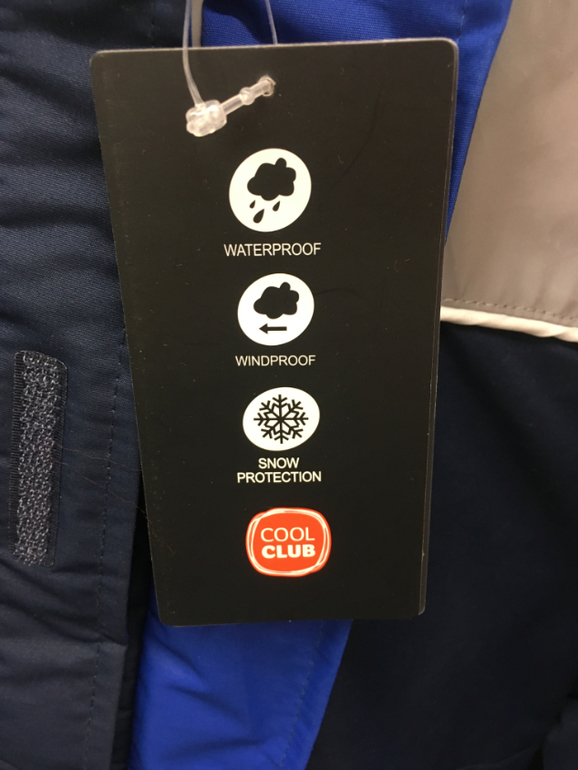 WATERPROOF
WINDPROOF
SNOW
PROTECTION
COOL
CLUB